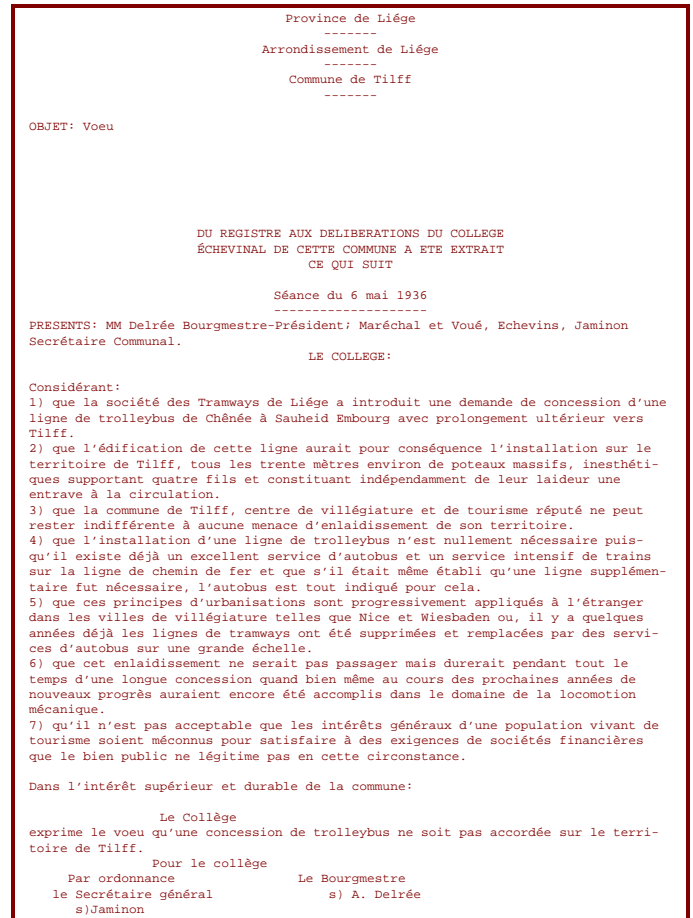 Province de Liége
-------
Arrondissement de Liége
-------
Commune de Tilff
-------
OBJET: Voeu
DU REGISTRE AUX DELIBERATIONS DU COLLEGE
ÉCHEVINAL DE CETTE COMMUNE A ETE EXTRAIT
CE QUI SUIT
Séance du 6 mai 1936
--------------------
PRESENTS: MM Delrée Bourgmestre-Président; Maréchal et Voué, Echevins, Jaminon
Secrétaire Communal.
LE COLLEGE:
Considérant:
1) que la société des Tramways de Liége a introduit une demande de concession d'une
ligne de trolleybus de Chênée à Sauheid Embourg avec prolongement ultérieur vers
Tilff.
2) que l'édification de cette ligne aurait pour conséquence l'installation sur le
territoire de Tilff, tous les trente mètres environ de poteaux massifs, inesthéti-
ques supportant quatre fils et constituant indépendamment de leur laideur une
entrave à la circulation.
3) que la commune de Tilff, centre de villégiature et de tourisme réputé ne peut
rester indifférente à aucune menace d'enlaidissement de son territoire.
4) que l'installation d'une ligne de trolleybus n'est nullement nécessaire puis-
qu'il existe déjà un excellent service d'autobus et un service intensif de trains
sur la ligne de chemin de fer et que s'il était même établi qu'une ligne supplémen-
taire fut nécessaire, l'autobus est tout indiqué pour cela.
5) que ces principes d'urbanisations sont progressivement appliqués à l'étranger
dans les villes de villégiature telles que Nice et Wiesbaden ou, il y a quelques
années déjà les lignes de tramways ont été supprimées et remplacées par des servi-
ces d'autobus sur une grande échelle.
6) que cet enlaidissement ne serait pas passager mais durerait pendant tout le
temps d'une longue concession quand bien même au cours des prochaines années de
nouveaux progrès auraient encore été accomplis dans le domaine de la locomotion
mécanique.
7) qu'il n'est pas acceptable que les intérêts généraux d'une population vivant de
tourisme soient méconnus pour satisfaire à des exigences de sociétés financières
que le bien public ne légitime pas en cette circonstance.
Dans l'intérêt supérieur et durable de la commune:
Le Collège
exprime le voeu qu'une concession de trolleybus ne soit pas accordée sur le terri-
toire de Tilff.
Pour le collège
Par ordonnance Le Bourgmestre
le Secrétaire général s) A. Delrée
s)Jaminon